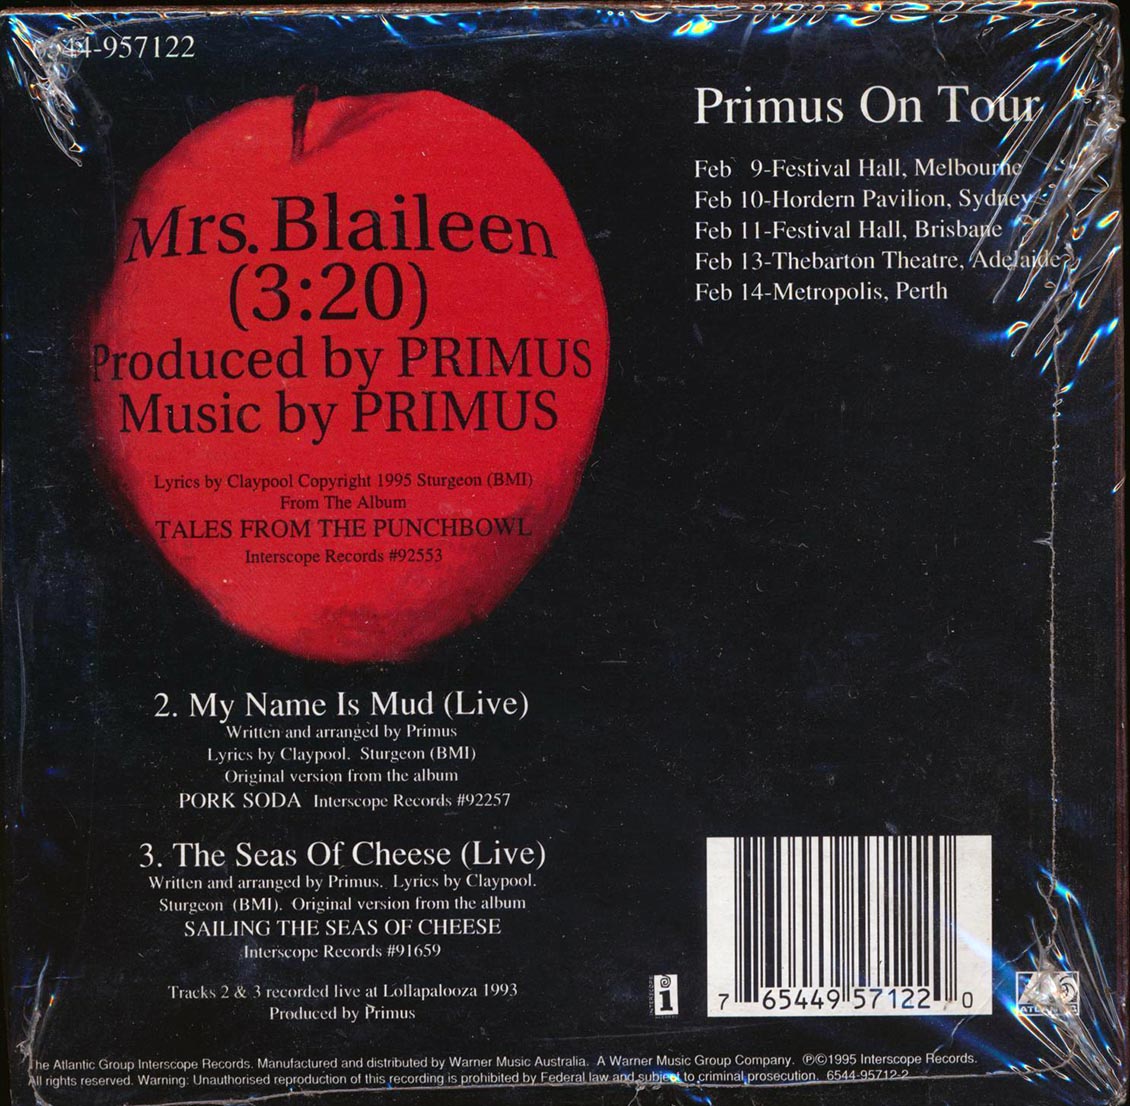 6544-957122
Mrs. Blaileen
(3:20)
Produced by PRIMUS
Music by PRIMUS
Lyrics by Claypool Copyright 1995 Sturgeon (BMI)
From The Album
TALES FROM THE PUNCHBOWL
Interscope Records #92553
2. My Name Is Mud (Live)
Written and arranged by Primus
Lyrics by Claypool. Sturgeon (BMI)
Original version from the album
PORK SODA Interscope Records #92257
3. The Seas Of Cheese (Live)
Written and arranged by Primus. Lyrics by Claypool.
Sturgeon (BMI). Original version from the album
SAILING THE SEAS OF CHEESE
Interscope Records #91659
Tracks 2 & 3 recorded live at Lollapalooza 1993
Produced by Primus
Primus On Tour
Feb 9-Festival Hall, Melbourne
Feb 10-Hordern Pavilion, Sydney
Feb 11-Festival Hall, Brisbane
Feb 13-Thebarton Theatre, Adelaide
Feb 14-Metropolis, Perth
INTERSCOPE
i
7 65449 57122 0
ATLANTIC
The Atlantic Group Interscope Records. Manufactured and distributed by Warner Music Australia. A Warner Music Group Company. ℗©1995 Interscope Records.
All rights reserved. Warning: Unauthorised reproduction of this recording is prohibited by Federal law and subject to criminal prosecution. 6544-95712-2